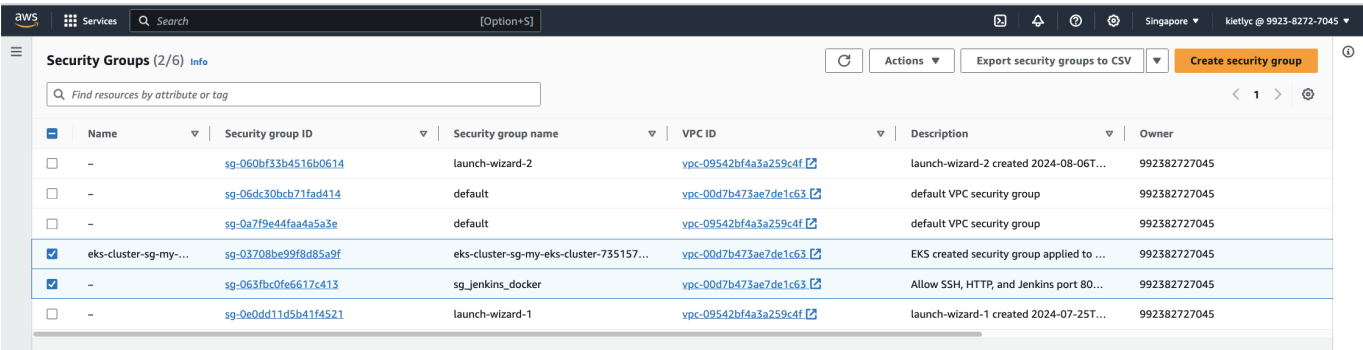 aws Services Search [Option+S] Singapore ▼ kietlyc @ 9923-8272-7045 ▼
Security Groups (2/6) Info Actions ▼ Export security groups to CSV ▼ Create security group
Find resources by attribute or tag < 1 >
Name Security group ID Security group name VPC ID Description Owner
– sg-060bf33b4516b0614 launch-wizard-2 vpc-09542bf4a3a259c4f launch-wizard-2 created 2024-08-06T... 992382727045
– sg-06dc30bcb71fad414 default vpc-00d7b473ae7de1c63 default VPC security group 992382727045
– sg-0a7f9e44faa4a5a3e default vpc-09542bf4a3a259c4f default VPC security group 992382727045
eks-cluster-sg-my-... sg-03708be99f8d85a9f eks-cluster-sg-my-eks-cluster-735157... vpc-00d7b473ae7de1c63 EKS created security group applied to ... 992382727045
– sg-063fbc0fe6617c413 sg_jenkins_docker vpc-00d7b473ae7de1c63 Allow SSH, HTTP, and Jenkins port 80... 992382727045
– sg-0e0dd11d5b41f4521 launch-wizard-1 vpc-09542bf4a3a259c4f launch-wizard-1 created 2024-07-25T... 992382727045